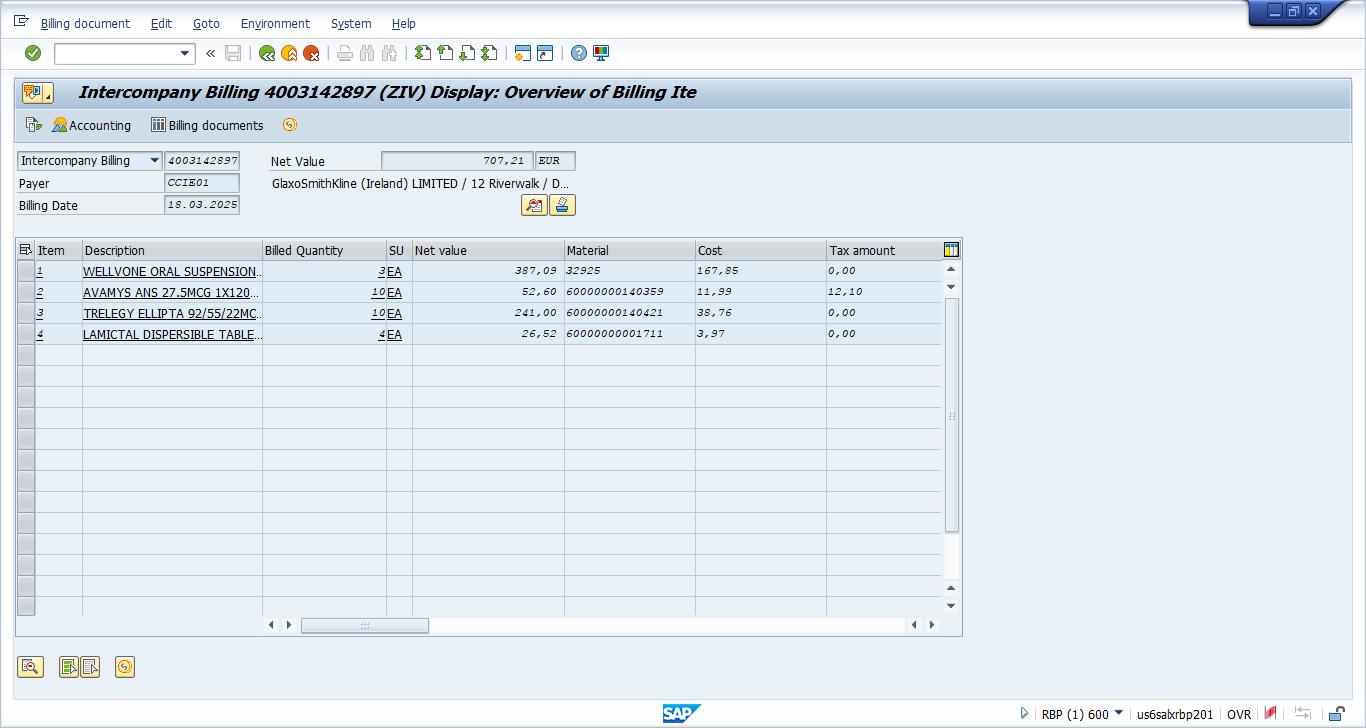 Billing document Edit Goto Environment System Help
Intercompany Billing 4003142897 (ZIV) Display: Overview of Billing Ite
Accounting Billing documents
Intercompany Billing 4003142897 Net Value 707,21 EUR
Payer CCIE01 GlaxoSmithKline (Ireland) LIMITED / 12 Riverwalk / D...
Billing Date 18.03.2025
Item Description Billed Quantity SU Net value Material Cost Tax amount
1 WELLVONE ORAL SUSPENSION... 3 EA 387,09 32925 167,85 0,00
2 AVAMYS ANS 27.5MCG 1X120... 10 EA 52,60 60000000140359 11,99 12,10
3 TRELEGY ELLIPTA 92/55/22MC... 10 EA 241,00 60000000140421 38,76 0,00
4 LAMICTAL DISPERSIBLE TABLE... 4 EA 26,52 60000000001711 3,97 0,00
SAP RBP (1) 600 us6salxrbp201 OVR